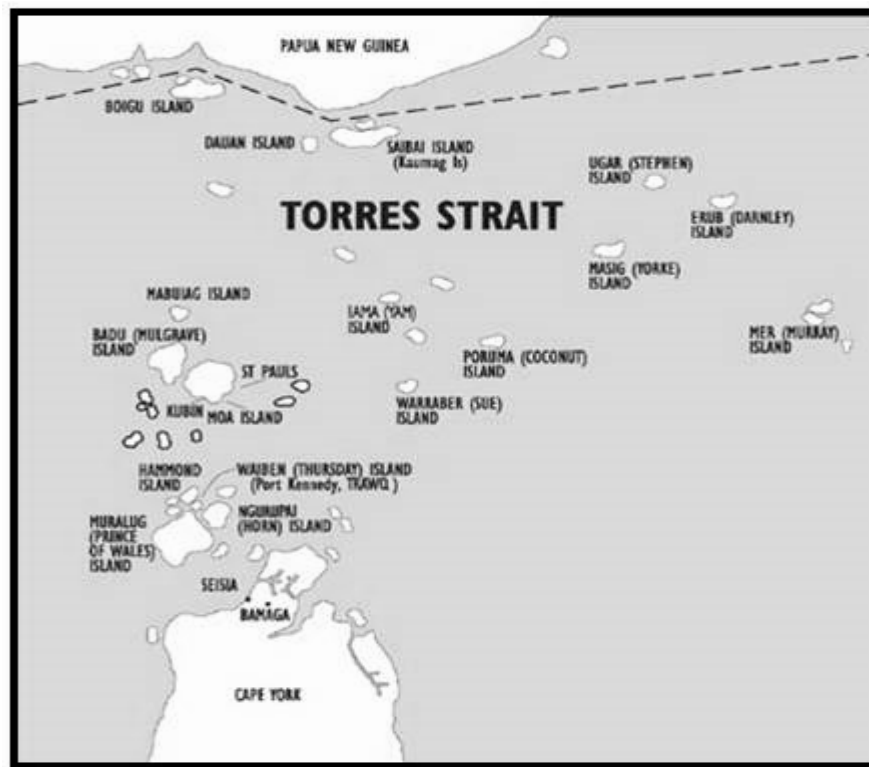 PAPUA NEW GUINEA
BOIGU ISLAND
DAUAN ISLAND
SAIBAI ISLAND
(Kaumag Is)
UGAR (STEPHEN)
ISLAND
TORRES STRAIT
ERUB (DARNLEY)
ISLAND
MASIG (YORKE)
ISLAND
MABUIAG ISLAND
IAMA (YAM)
ISLAND
BADU (MULGRAVE)
ISLAND
MER (MURRAY)
ISLAND
PORUMA (COCONUT)
ISLAND
ST PAULS
WARRABER (SUE)
ISLAND
KUBIN
MOA ISLAND
HAMMOND
ISLAND
WAIBEN (THURSDAY) ISLAND
(Port Kennedy, TRAWQ )
NGURUPAI
(HORN) ISLAND
MURALUG
(PRINCE
OF WALES)
ISLAND
SEISIA
BAMAGA
CAPE YORK